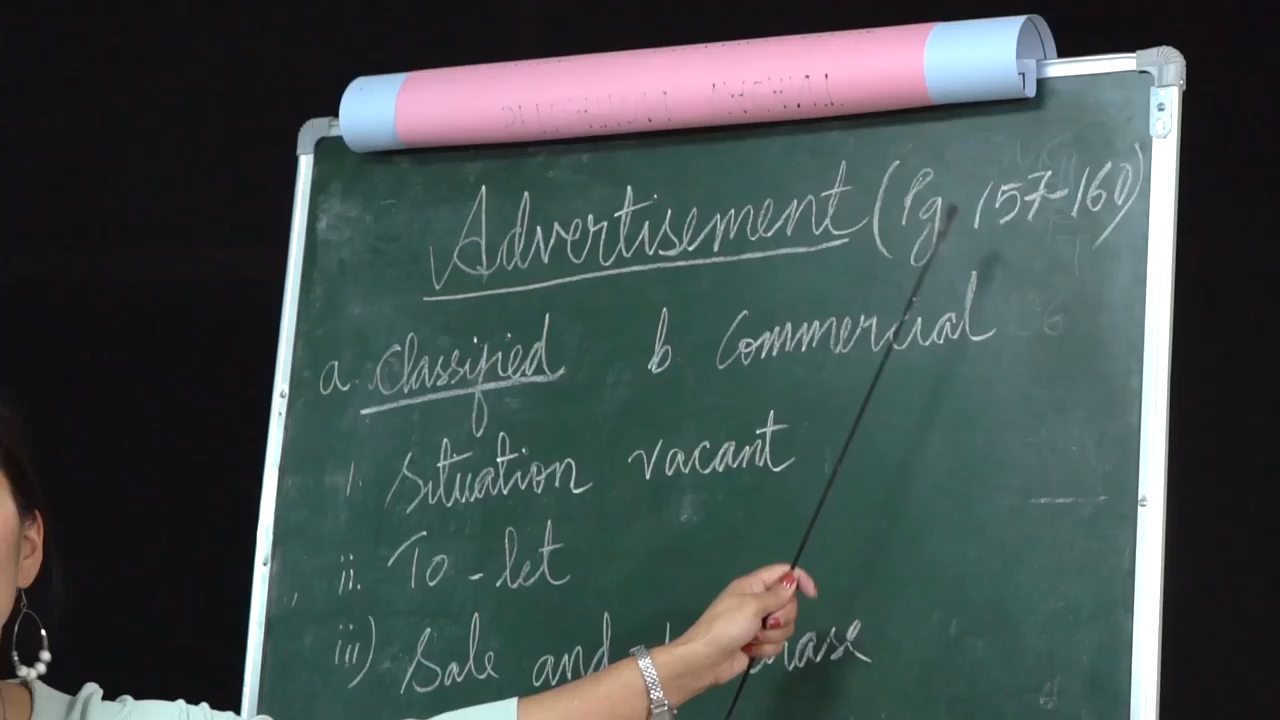 Advertisement (Pg 157-160)
a. Classified b Commercial
i. Situation vacant
ii. To-let
iii) Sale and